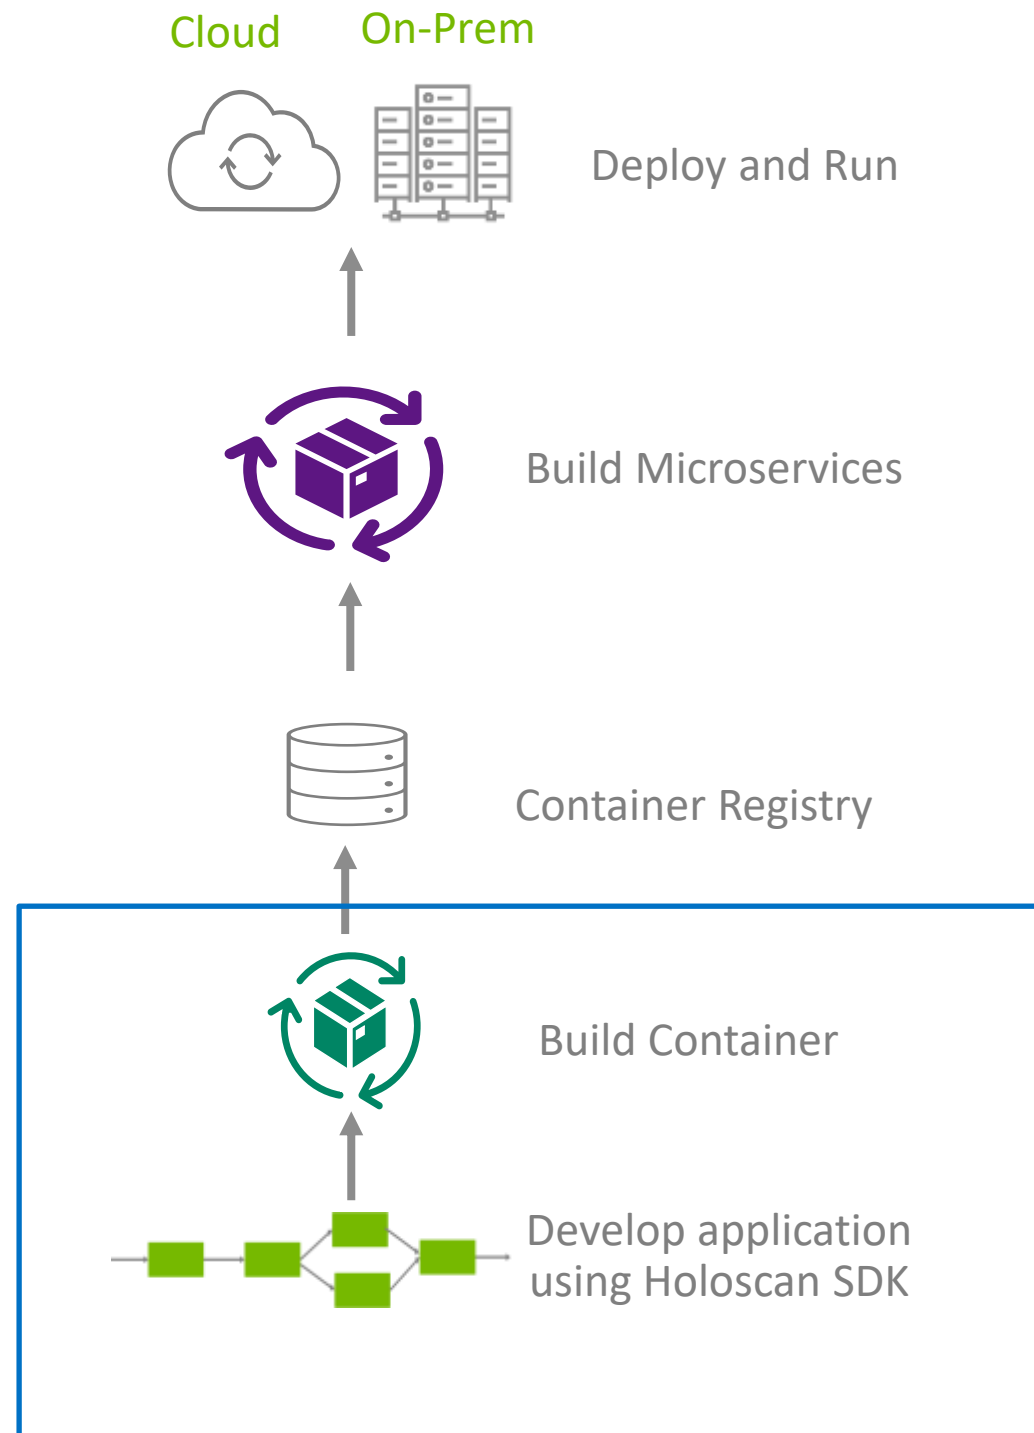 Cloud On-Prem
Deploy and Run
Build Microservices
Container Registry
Build Container
Develop application
using Holoscan SDK